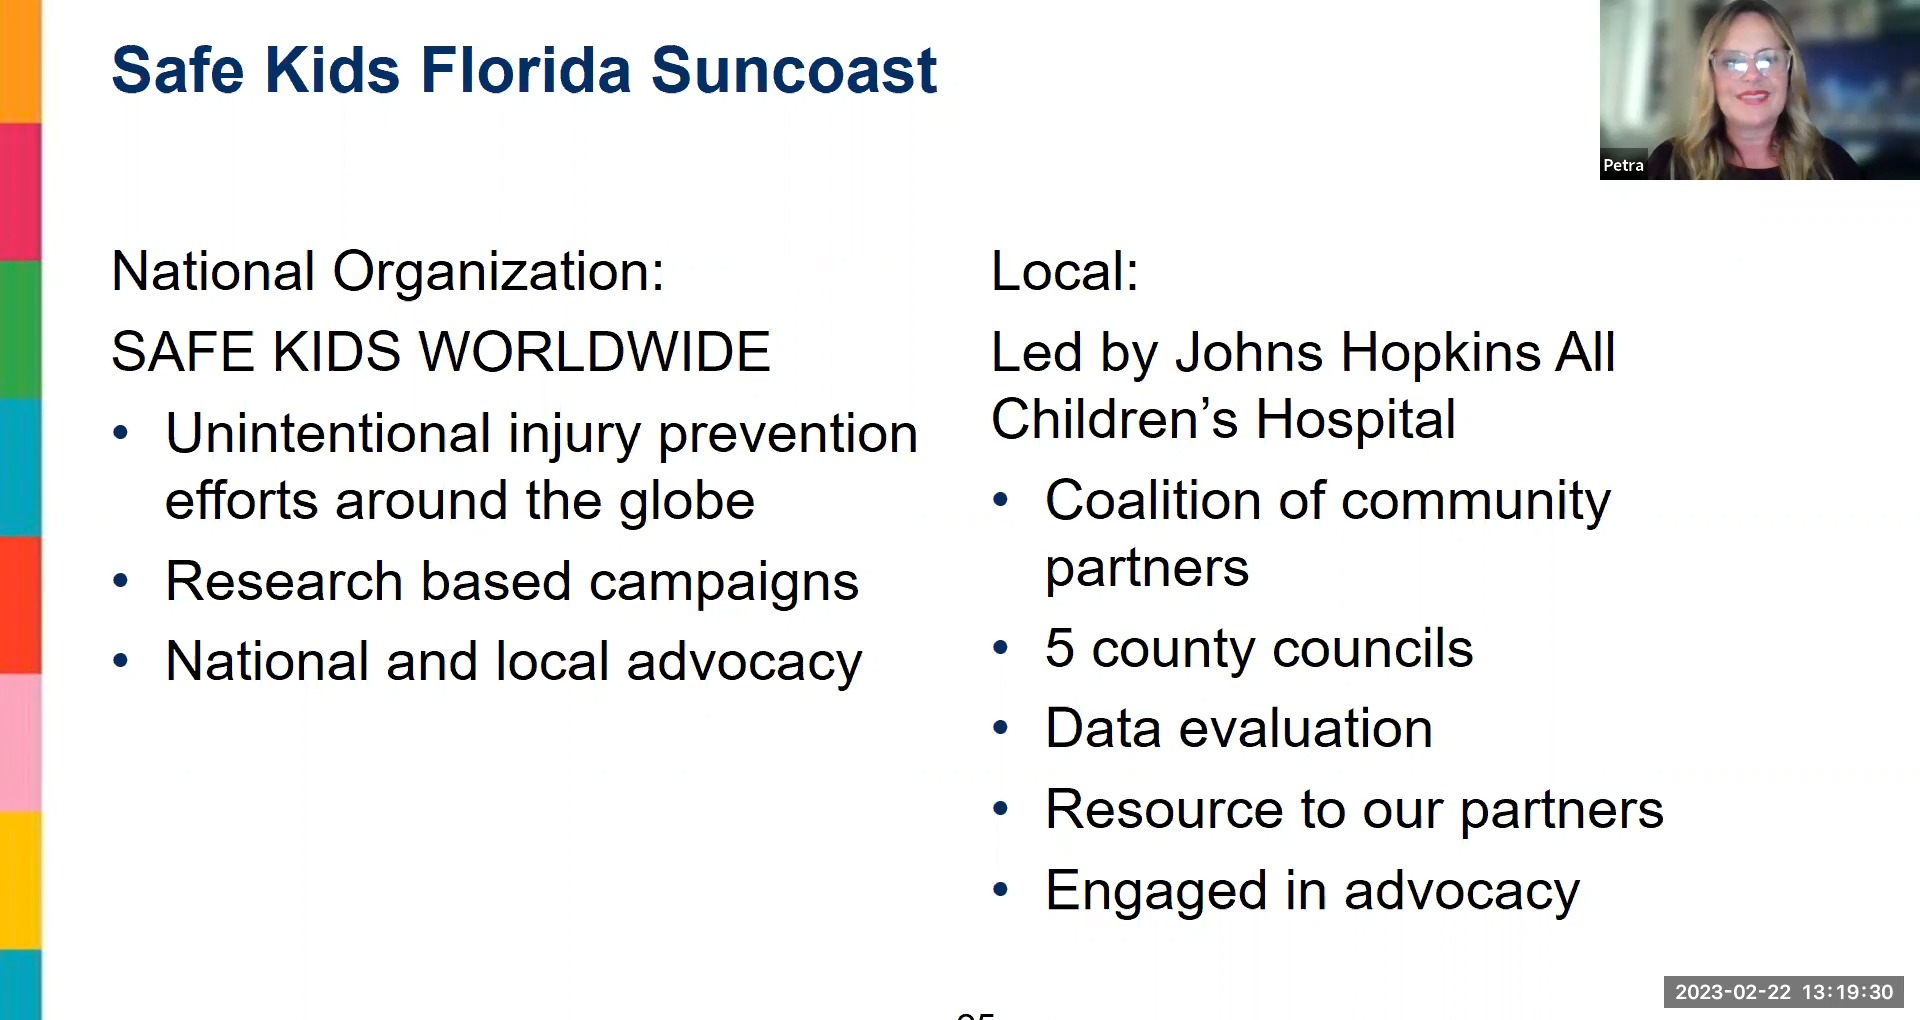 Safe Kids Florida Suncoast
Petra
National Organization:
SAFE KIDS WORLDWIDE
• Unintentional injury prevention
efforts around the globe
• Research based campaigns
• National and local advocacy
Local:
Led by Johns Hopkins All
Children’s Hospital
• Coalition of community
partners
• 5 county councils
• Data evaluation
• Resource to our partners
• Engaged in advocacy
2023-02-22 13:19:30